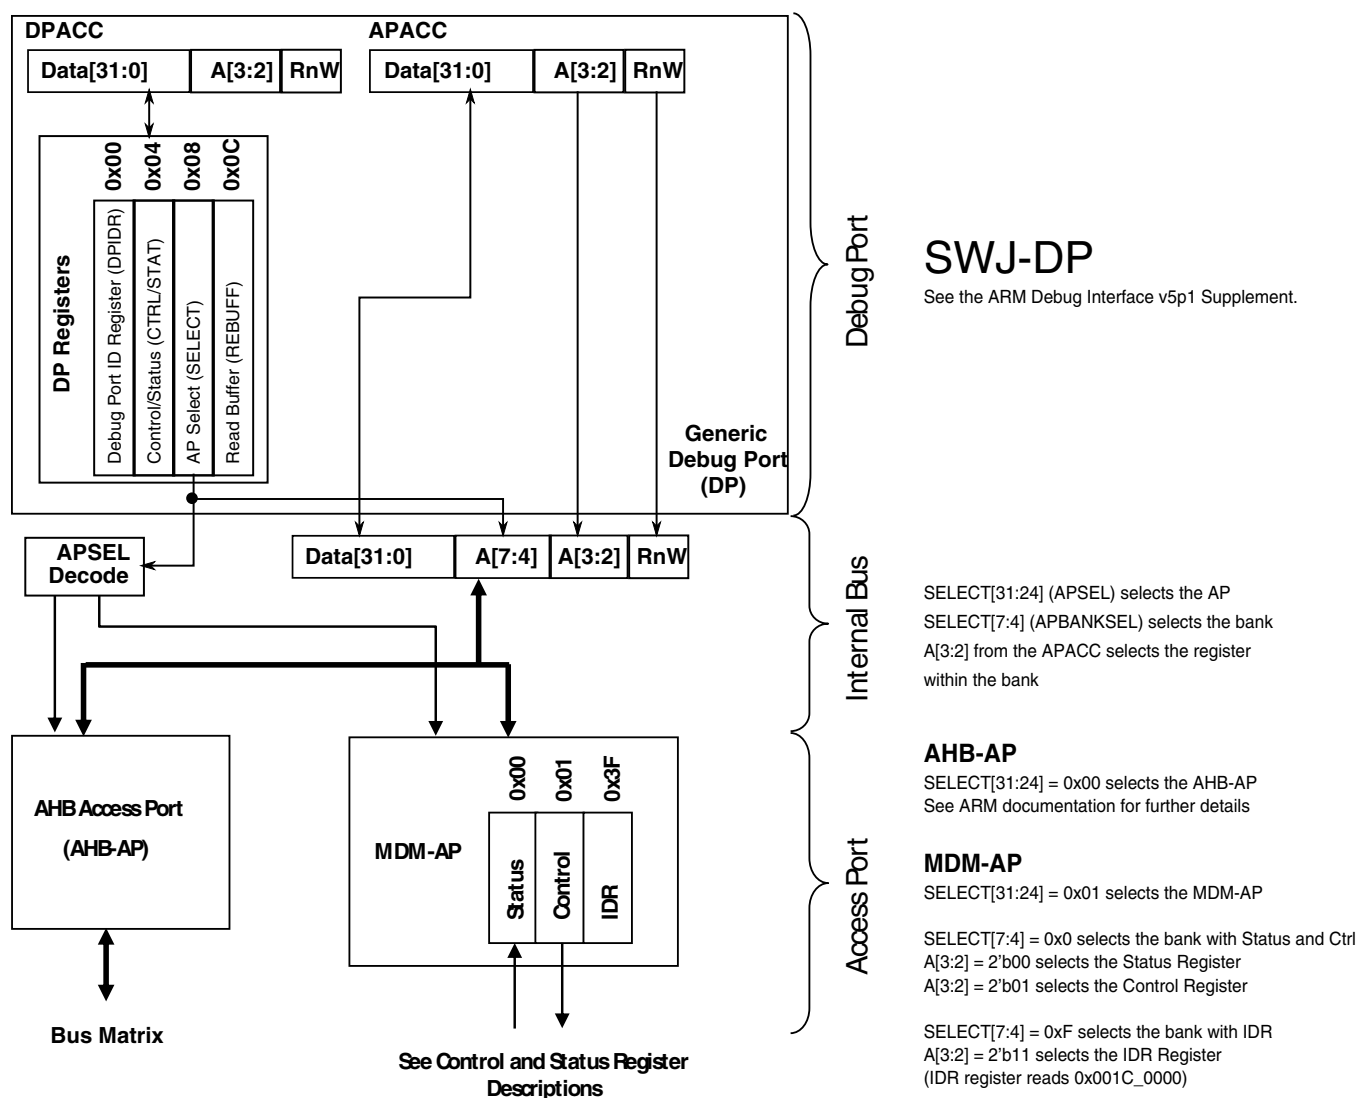 DPACC
APACC
Data[31:0] A[3:2] RnW
Data[31:0] A[3:2] RnW
0x00
0x04
0x08
0x0C
DP Registers
Debug Port ID Register (DPIDR)
Control/Status (CTRL/STAT)
AP Select (SELECT)
Read Buffer (REBUFF)
Generic
Debug Port
(DP)
Debug Port
SWJ-DP
See the ARM Debug Interface v5p1 Supplement.
APSEL
Decode
Data[31:0] A[7:4] A[3:2] RnW
Internal Bus
SELECT[31:24] (APSEL) selects the AP
SELECT[7:4] (APBANKSEL) selects the bank
A[3:2] from the APACC selects the register
within the bank
AHB Access Port
(AHB-AP)
Bus Matrix
MDM-AP
0x00
0x01
0x3F
Status
Control
IDR
See Control and Status Register
Descriptions
Access Port
AHB-AP
SELECT[31:24] = 0x00 selects the AHB-AP
See ARM documentation for further details
MDM-AP
SELECT[31:24] = 0x01 selects the MDM-AP
SELECT[7:4] = 0x0 selects the bank with Status and Ctrl
A[3:2] = 2'b00 selects the Status Register
A[3:2] = 2'b01 selects the Control Register
SELECT[7:4] = 0xF selects the bank with IDR
A[3:2] = 2'b11 selects the IDR Register
(IDR register reads 0x001C_0000)